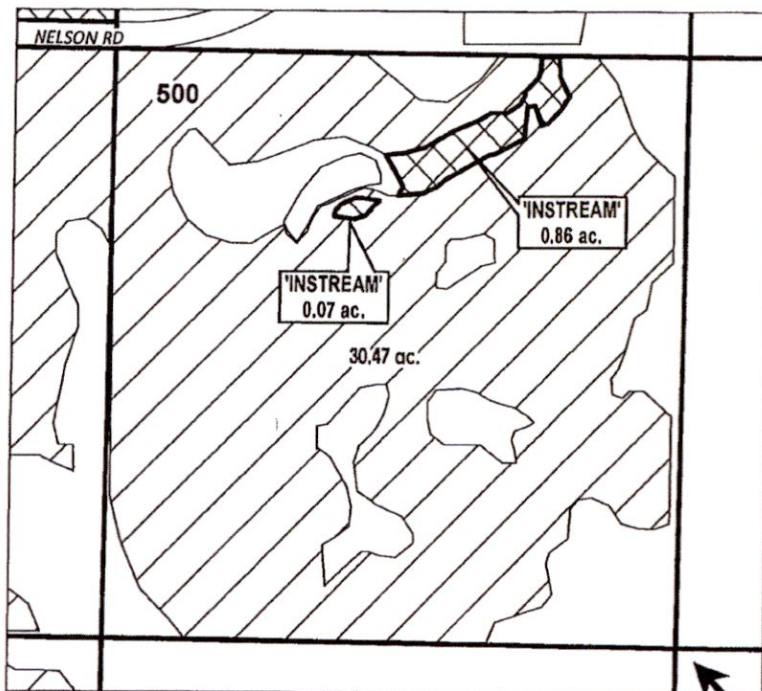 NELSON RD
500
'INSTREAM'
0.86 ac.
'INSTREAM'
0.07 ac.
30.47 ac.